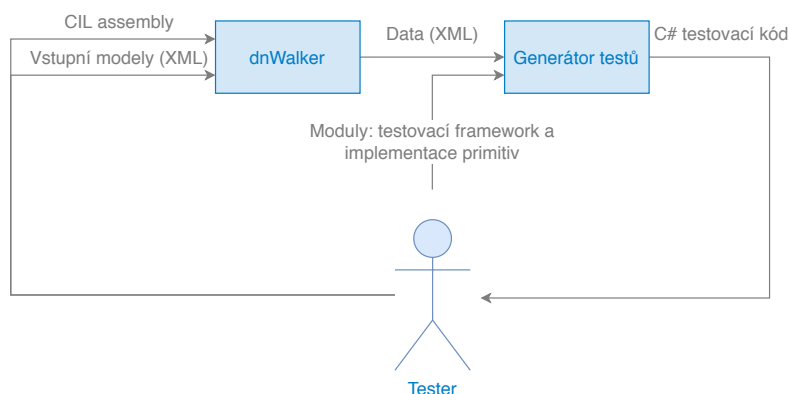 CIL assembly
Vstupní modely (XML)
dnWalker
Data (XML)
Generátor testů
C# testovací kód
Moduly: testovací framework a
implementace primitiv
Tester